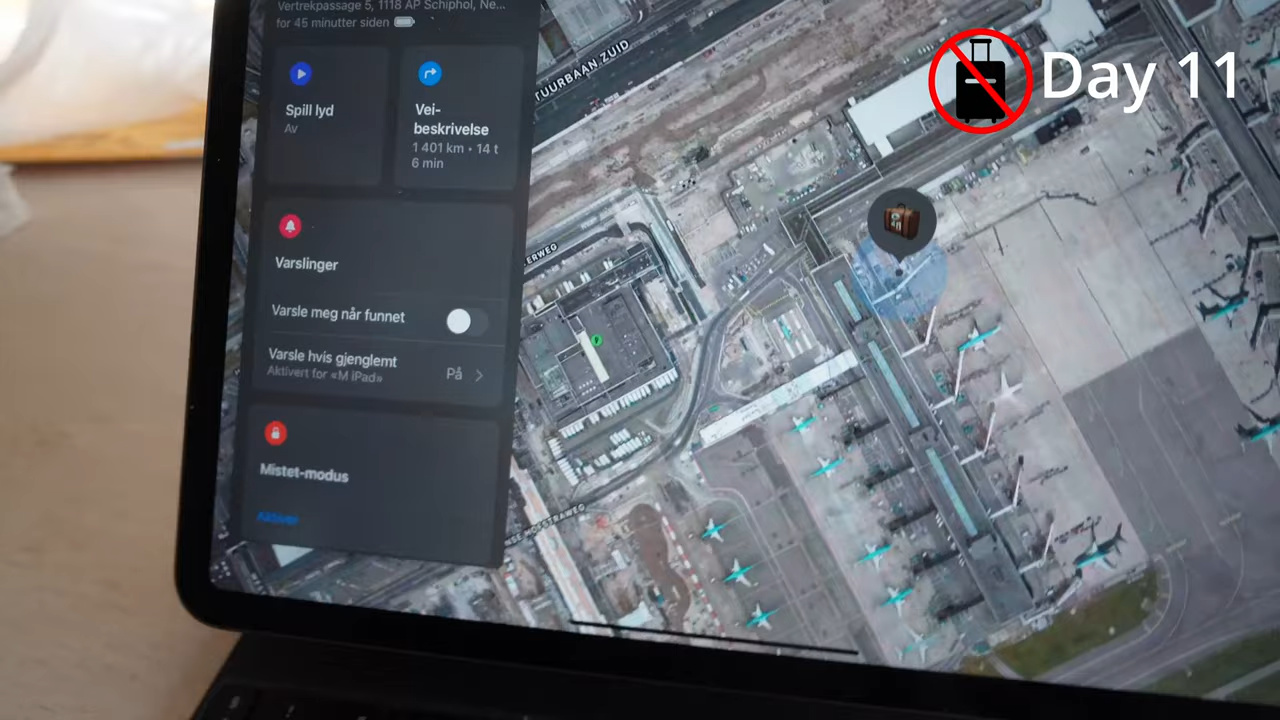 Vertrekpassage 5, 1118 AP Schiphol, Ne...
for 45 minutter siden
Spill lyd
Av
Vei-
beskrivelse
1 401 km • 14 t
6 min
Varslinger
Varsle meg når funnet
Varsle hvis gjenglemt
Aktivert for «M iPad»
På
Mistet-modus
Aktiver
TUURBAAN ZUID
ERWEG
Day 11